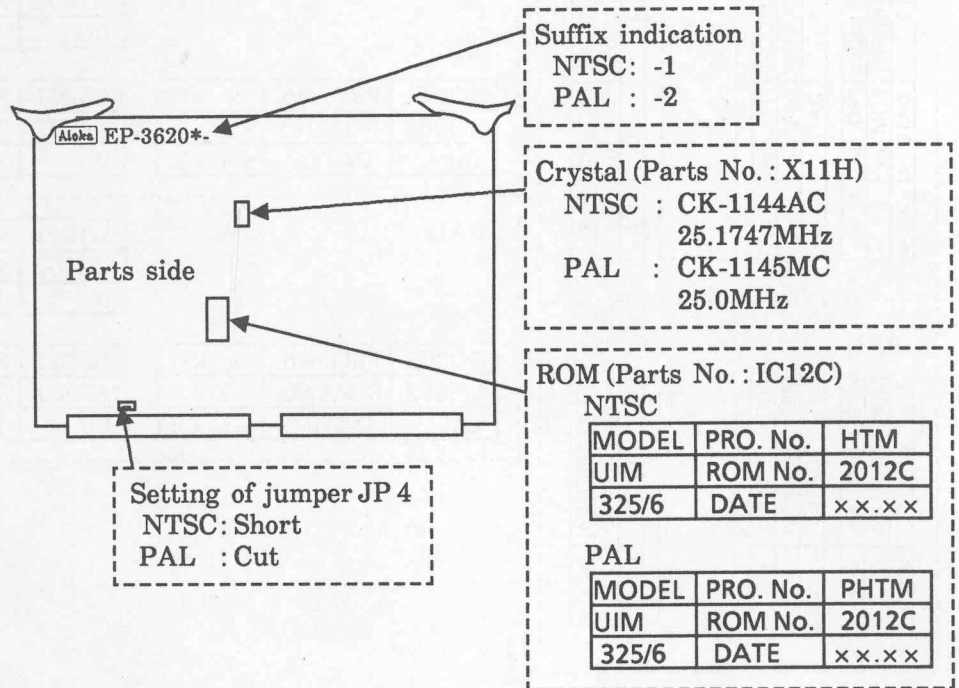 Suffix indication
NTSC: -1
PAL : -2
Aloka EP-3620*-
Crystal (Parts No. : X11H)
NTSC : CK-1144AC
25.1747MHz
PAL : CK-1145MC
25.0MHz
Parts side
ROM (Parts No. : IC12C)
NTSC
MODEL PRO. No. HTM
UIM ROM No. 2012C
325/6 DATE ××.××
PAL
MODEL PRO. No. PHTM
UIM ROM No. 2012C
325/6 DATE ××.××
Setting of jumper JP 4
NTSC : Short
PAL : Cut